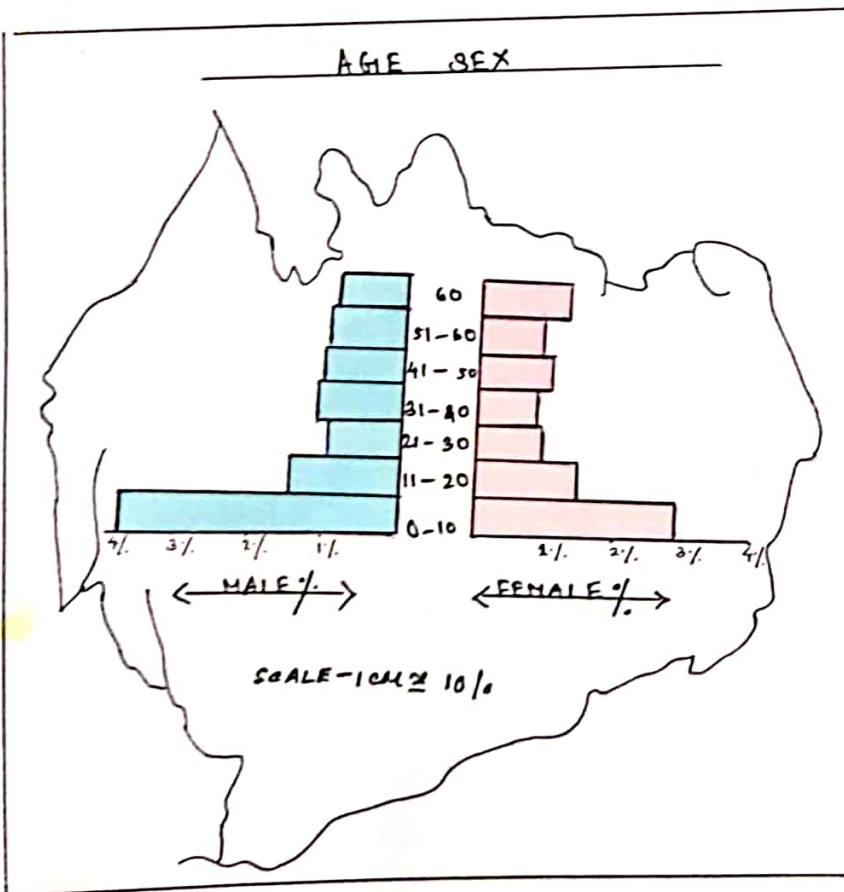 AGE SEX
60
51-60
41-50
31-40
21-30
11-20
0-10
4% 3% 2% 1% 1% 2% 3% 4%
MALE% FEMALE%
SCALE-1CM ≅ 10%